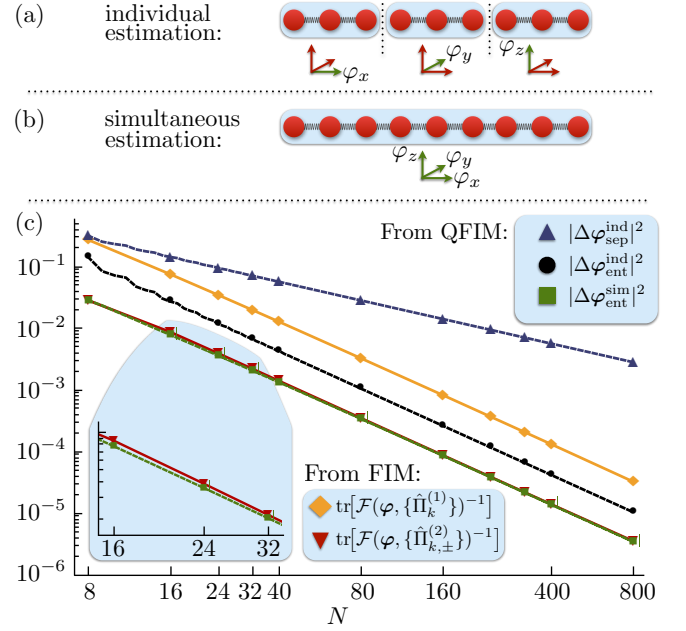 (a) individual estimation:
φ_x φ_y φ_z
(b) simultaneous estimation:
φ_z φ_y φ_x
(c)
From QFIM:
|Δφ_sep^ind|²
|Δφ_ent^ind|²
|Δφ_ent^sim|²
10⁻¹
10⁻²
10⁻³
10⁻⁴
10⁻⁵
10⁻⁶
16 24 32
From FIM:
tr[F(φ, {Π̂_k^(1)})⁻¹]
tr[F(φ, {Π̂_{k,±}^(2)})⁻¹]
8 16 24 32 40 80 160 400 800
N